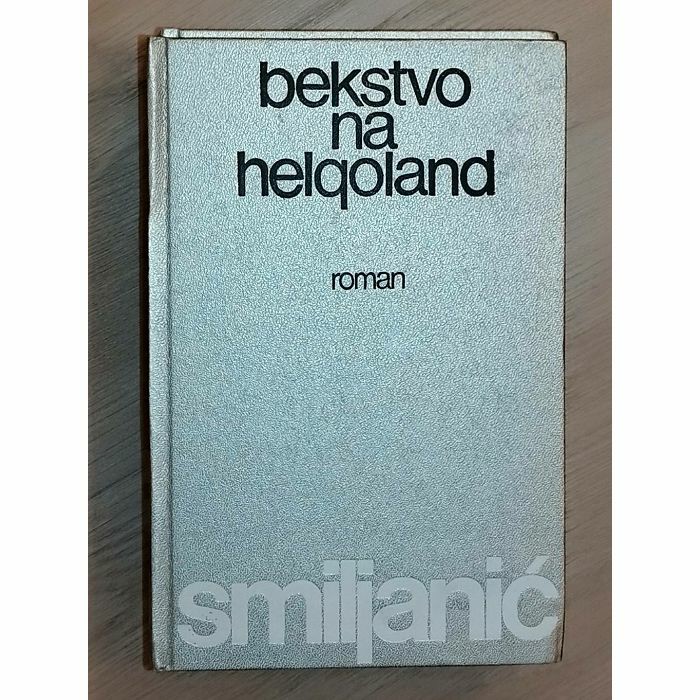 bekstvo
na
helqoland
roman
smiljanić